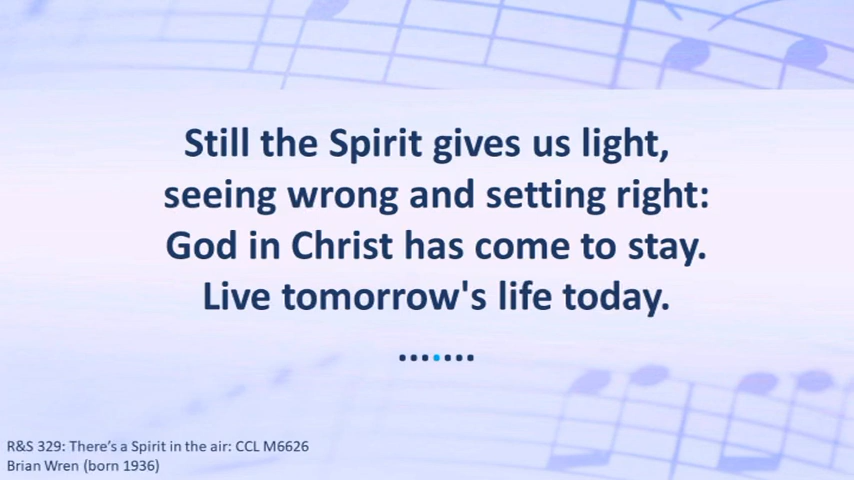 Still the Spirit gives us light,
seeing wrong and setting right:
God in Christ has come to stay.
Live tomorrow's life today.
.......
R&S 329: There’s a Spirit in the air: CCL M6626
Brian Wren (born 1936)